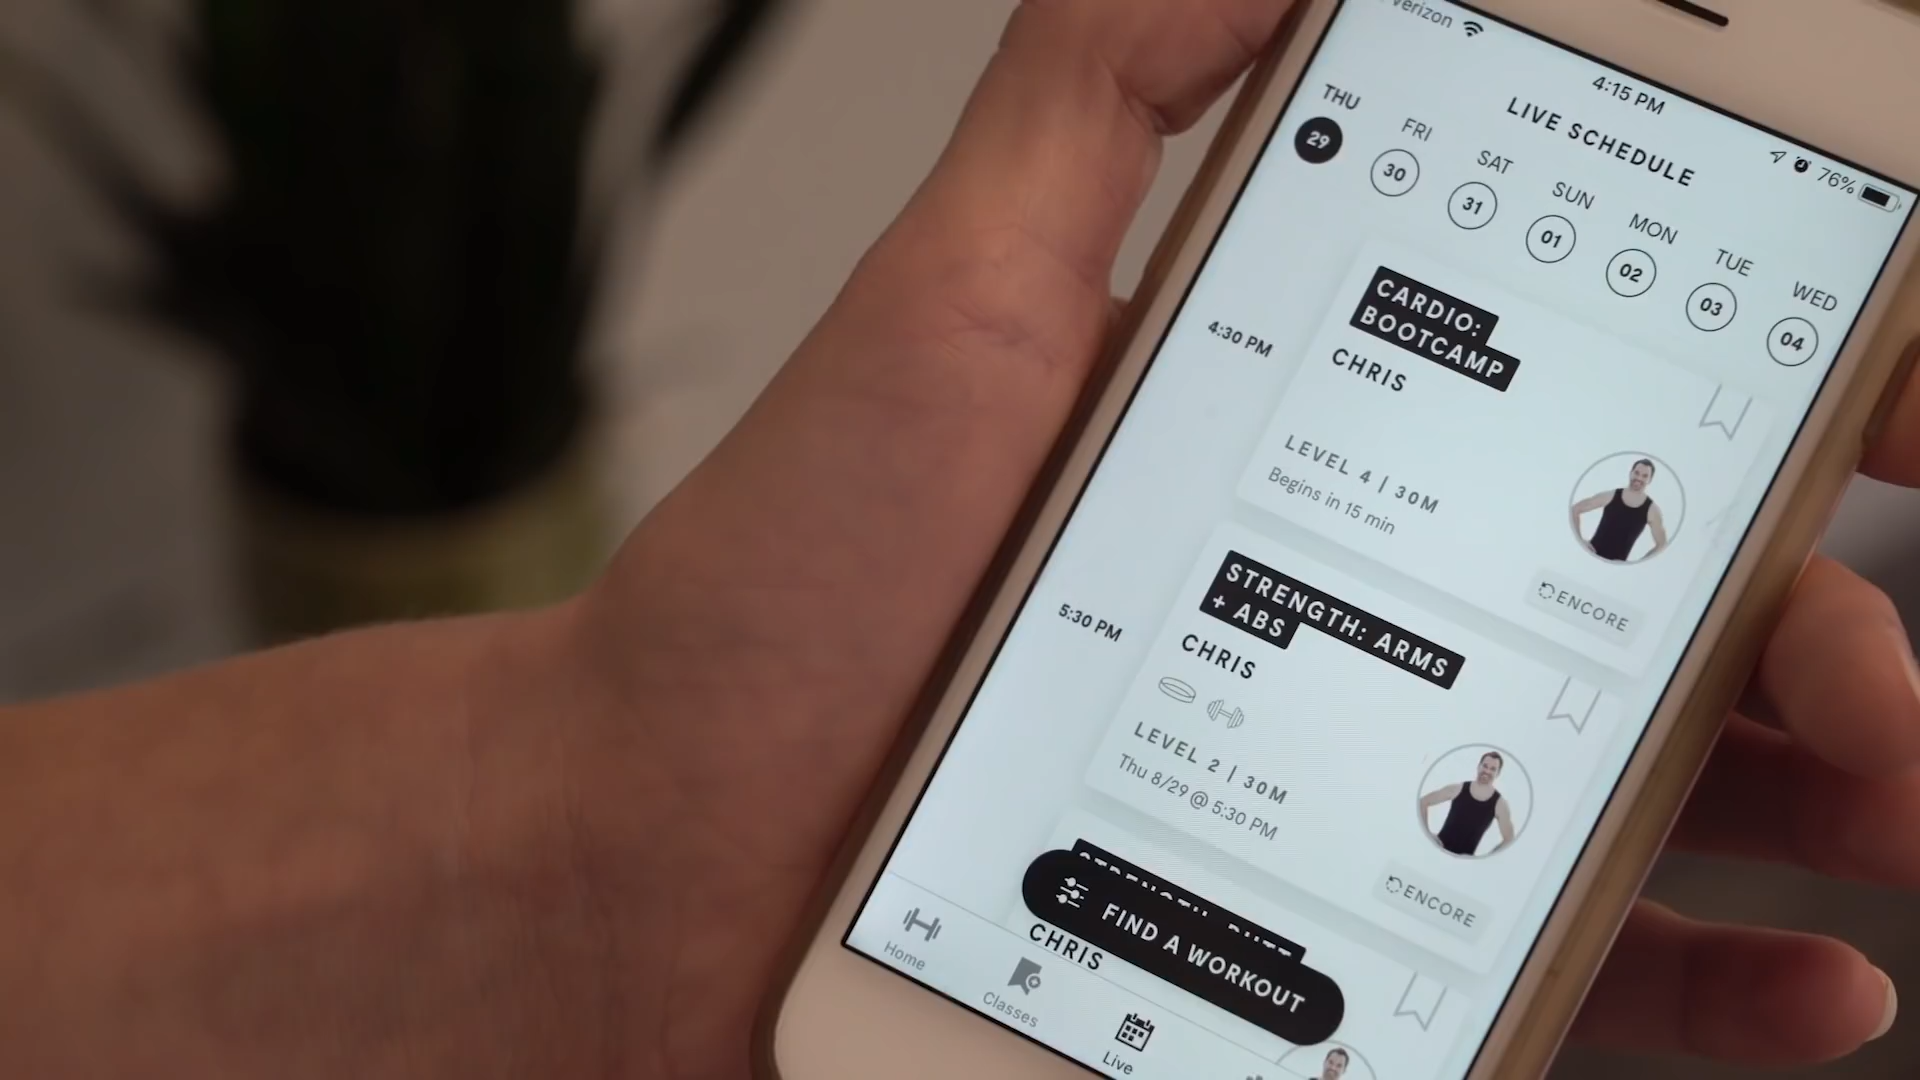 verizon
4:15 PM
76%
LIVE SCHEDULE
THU FRI SAT SUN MON TUE WED
29 30 31 01 02 03 04
4:30 PM
CARDIO:
BOOTCAMP
CHRIS
LEVEL 4 | 30M
Begins in 15 min
ENCORE
5:30 PM
STRENGTH: ARMS
+ ABS
CHRIS
LEVEL 2 | 30M
Thu 8/29 @ 5:30 PM
ENCORE
CHRIS
FIND A WORKOUT
Home
Classes
Live